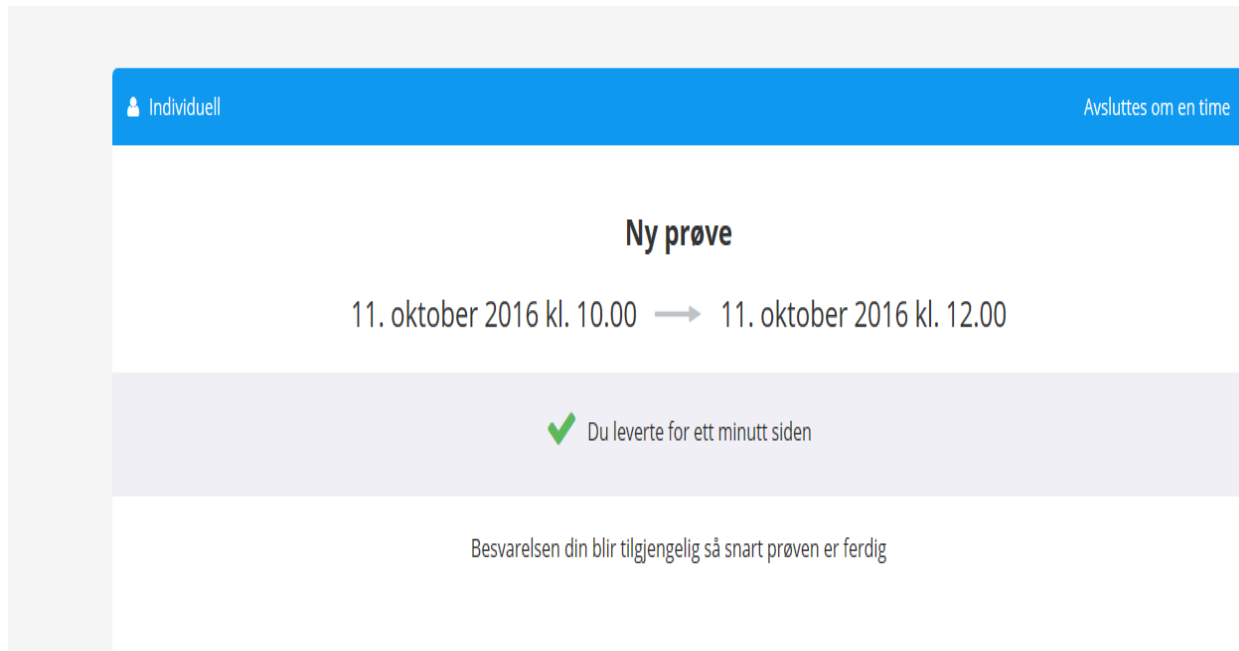 Individuell
Avsluttes om en time
Ny prøve
11. oktober 2016 kl. 10.00 → 11. oktober 2016 kl. 12.00
Du leverte for ett minutt siden
Besvarelsen din blir tilgjengelig så snart prøven er ferdig